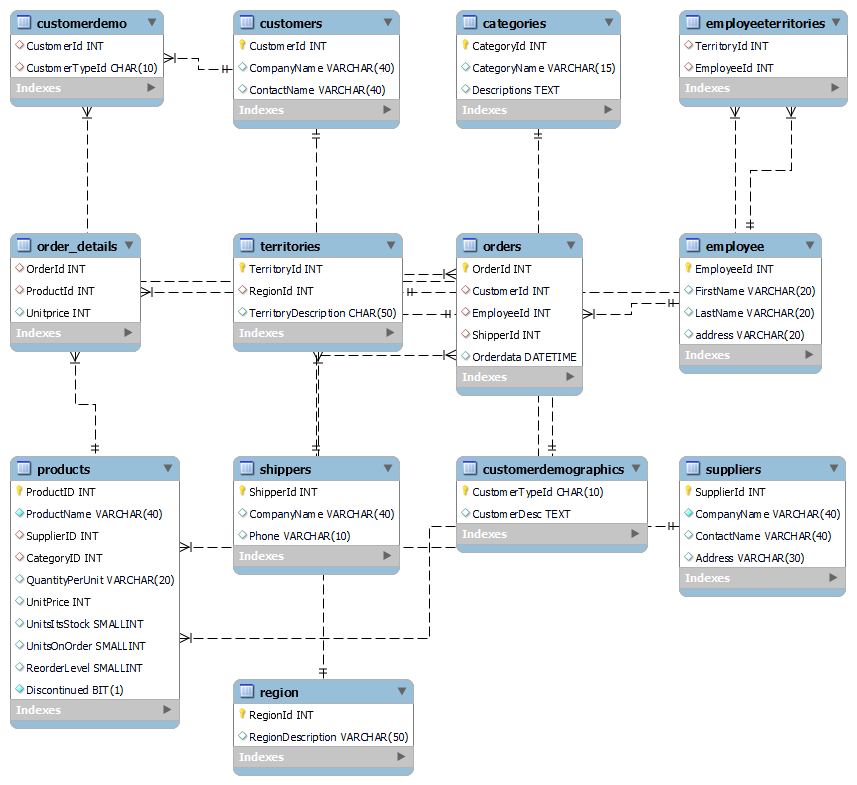 customerdemo
CustomerId INT
CustomerTypeId CHAR(10)
Indexes
customers
CustomerId INT
CompanyName VARCHAR(40)
ContactName VARCHAR(40)
Indexes
categories
CategoryId INT
CategoryName VARCHAR(15)
Descriptions TEXT
Indexes
employeeterritories
TerritoryId INT
EmployeeId INT
Indexes
order_details
OrderId INT
ProductId INT
Unitprice INT
Indexes
territories
TerritoryId INT
RegionId INT
TerritoryDescription CHAR(50)
Indexes
orders
OrderId INT
CustomerId INT
EmployeeId INT
ShipperId INT
Orderdata DATETIME
Indexes
employee
EmployeeId INT
FirstName VARCHAR(20)
LastName VARCHAR(20)
address VARCHAR(20)
Indexes
products
ProductID INT
ProductName VARCHAR(40)
SupplierID INT
CategoryID INT
QuantityPerUnit VARCHAR(20)
UnitPrice INT
UnitsItsStock SMALLINT
UnitsOnOrder SMALLINT
ReorderLevel SMALLINT
Discontinued BIT(1)
Indexes
shippers
ShipperId INT
CompanyName VARCHAR(40)
Phone VARCHAR(10)
Indexes
customerdemographics
CustomerTypeId CHAR(10)
CustomerDesc TEXT
Indexes
suppliers
SupplierId INT
CompanyName VARCHAR(40)
ContactName VARCHAR(40)
Address VARCHAR(30)
Indexes
region
RegionId INT
RegionDescription VARCHAR(50)
Indexes